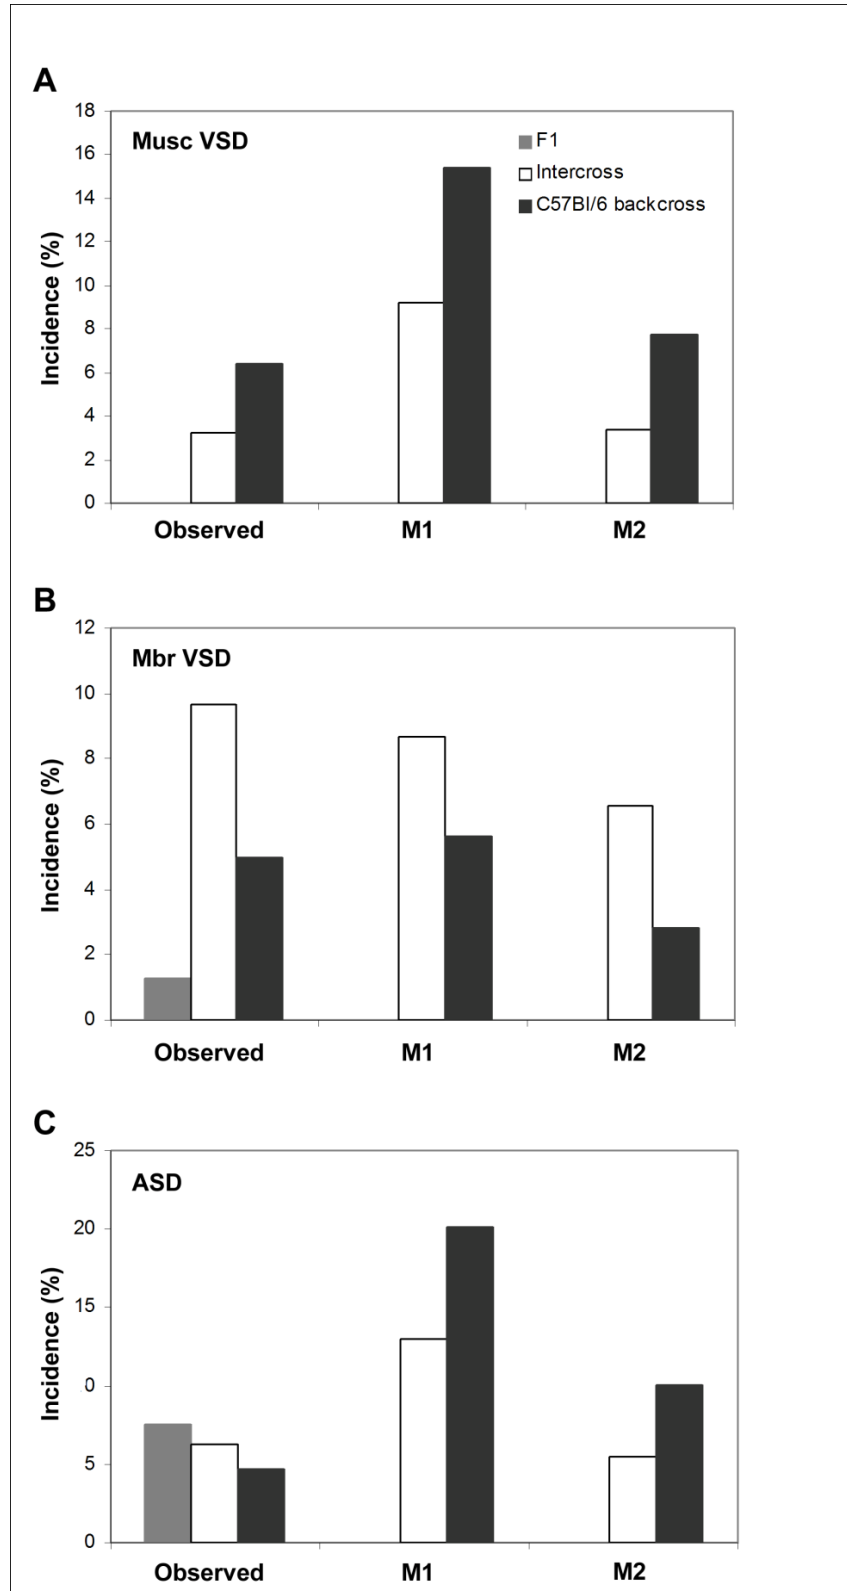 A
Musc VSD
F1
Intercross
C57Bl/6 backcross
Incidence (%)
18
16
14
12
10
8
6
4
2
0
Observed M1 M2
B
Mbr VSD
Incidence (%)
12
10
8
6
4
2
0
Observed M1 M2
C
ASD
Incidence (%)
25
20
15
0
5
0
Observed M1 M2